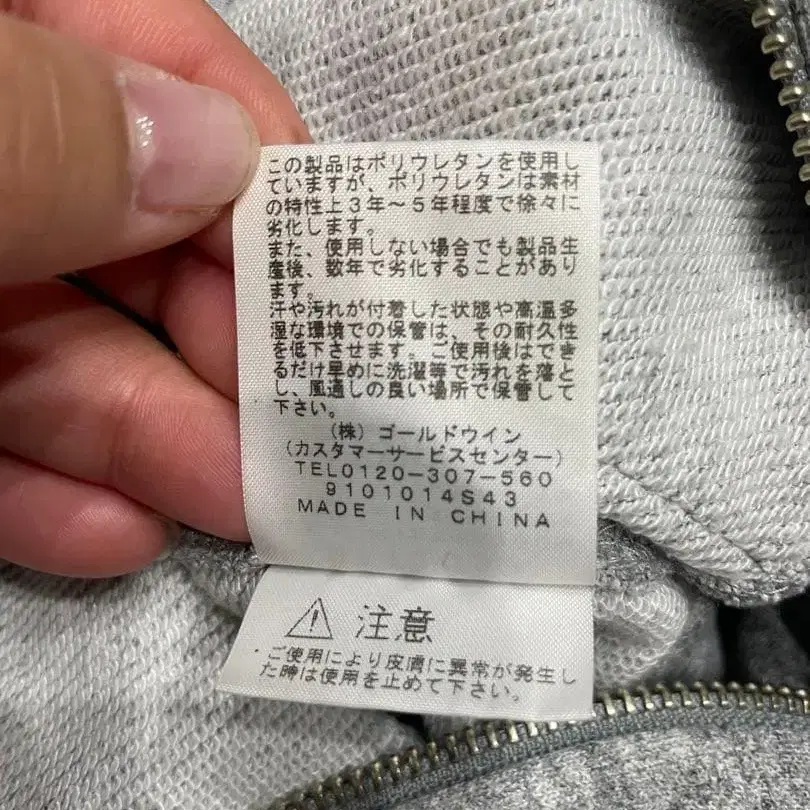 この製品はポリウレタンを使用し
ていますが、ポリウレタンは素材
の特性上3年～5年程度で徐々に
劣化します。
また、使用しない場合でも製品生
産後、数年で劣化することがあり
ます。
汗や汚れが付着した状態や高温多
湿な環境での保管は、その耐久性
を低下させます。ご使用後はでき
るだけ早めに洗濯等で汚れを落と
し、風通しの良い場所で保管して
下さい。
(株)ゴールドウイン
(カスタマーサービスセンター)
TEL0120-307-560
9101014S43
MADE IN CHINA
注意
ご使用により皮膚に異常が発生し
た時は使用を止めて下さい。